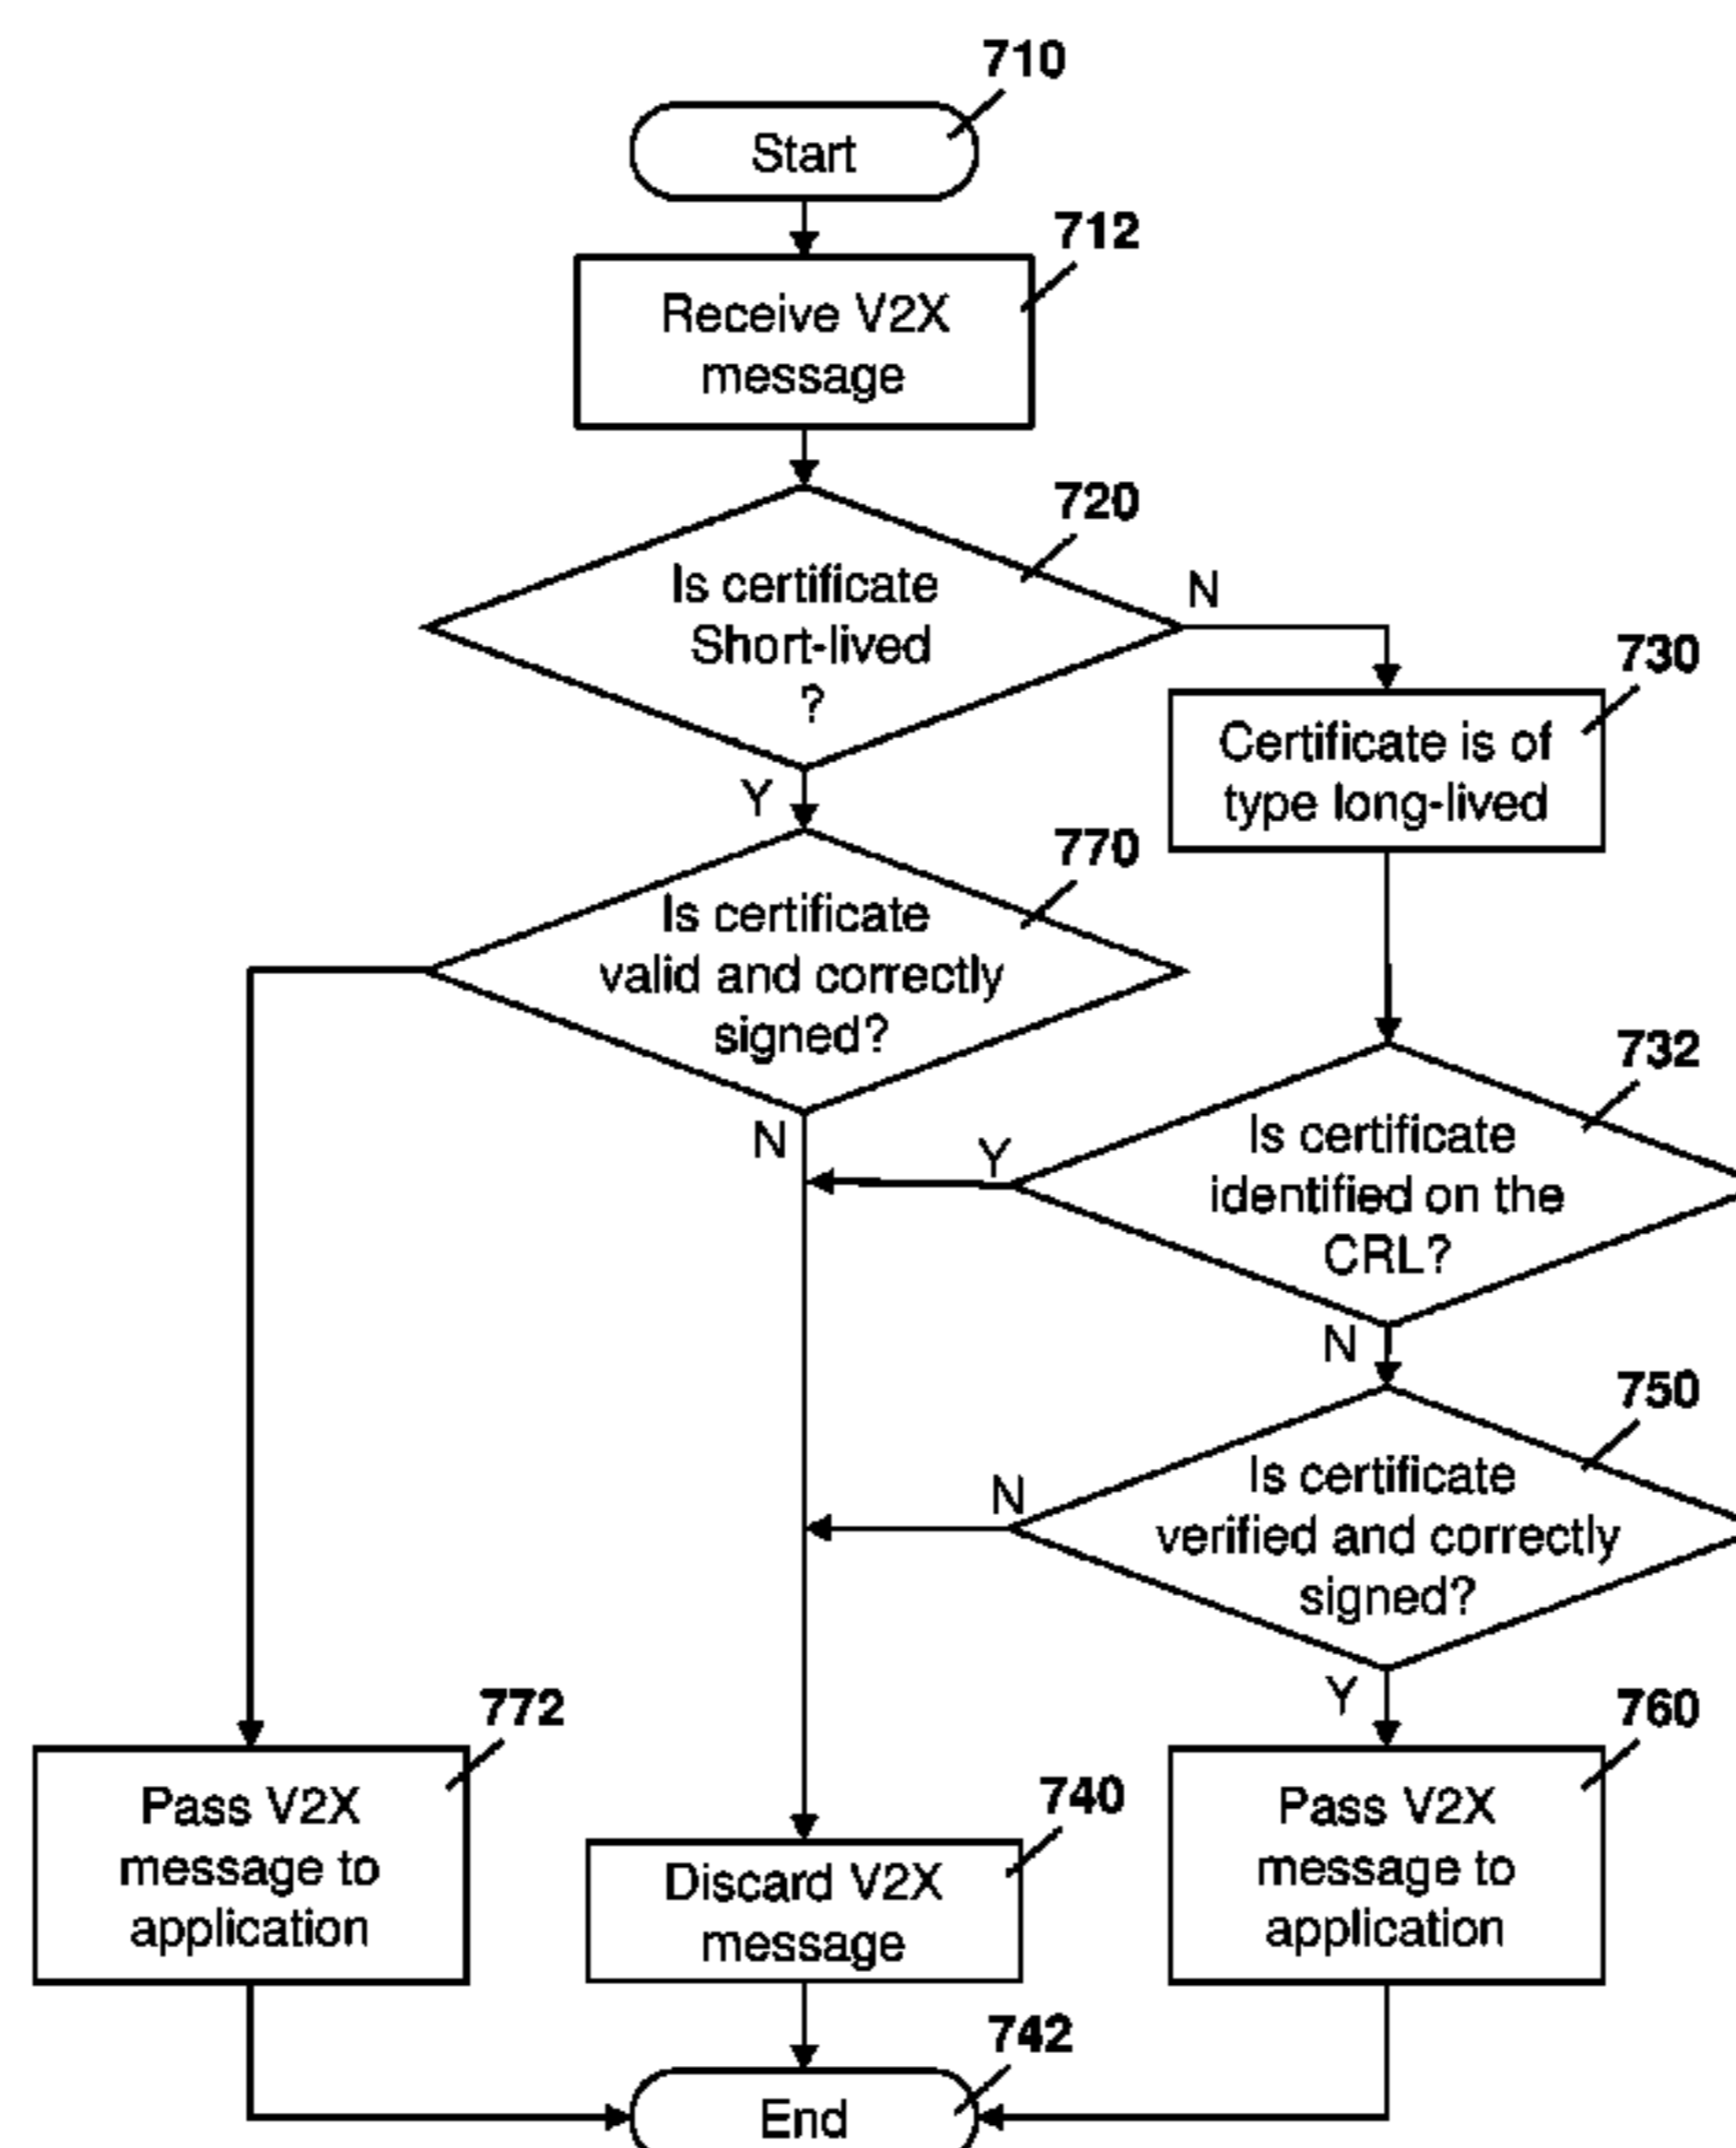 710
Start
712
Receive V2X
message
720
Is certificate
Short-lived
?
N
Y
730
Certificate is of
type long-lived
770
Is certificate
valid and correctly
signed?
N
732
Is certificate
identified on the
CRL?
Y
N
750
Is certificate
verified and correctly
signed?
N
Y
772
Pass V2X
message to
application
740
Discard V2X
message
760
Pass V2X
message to
application
742
End